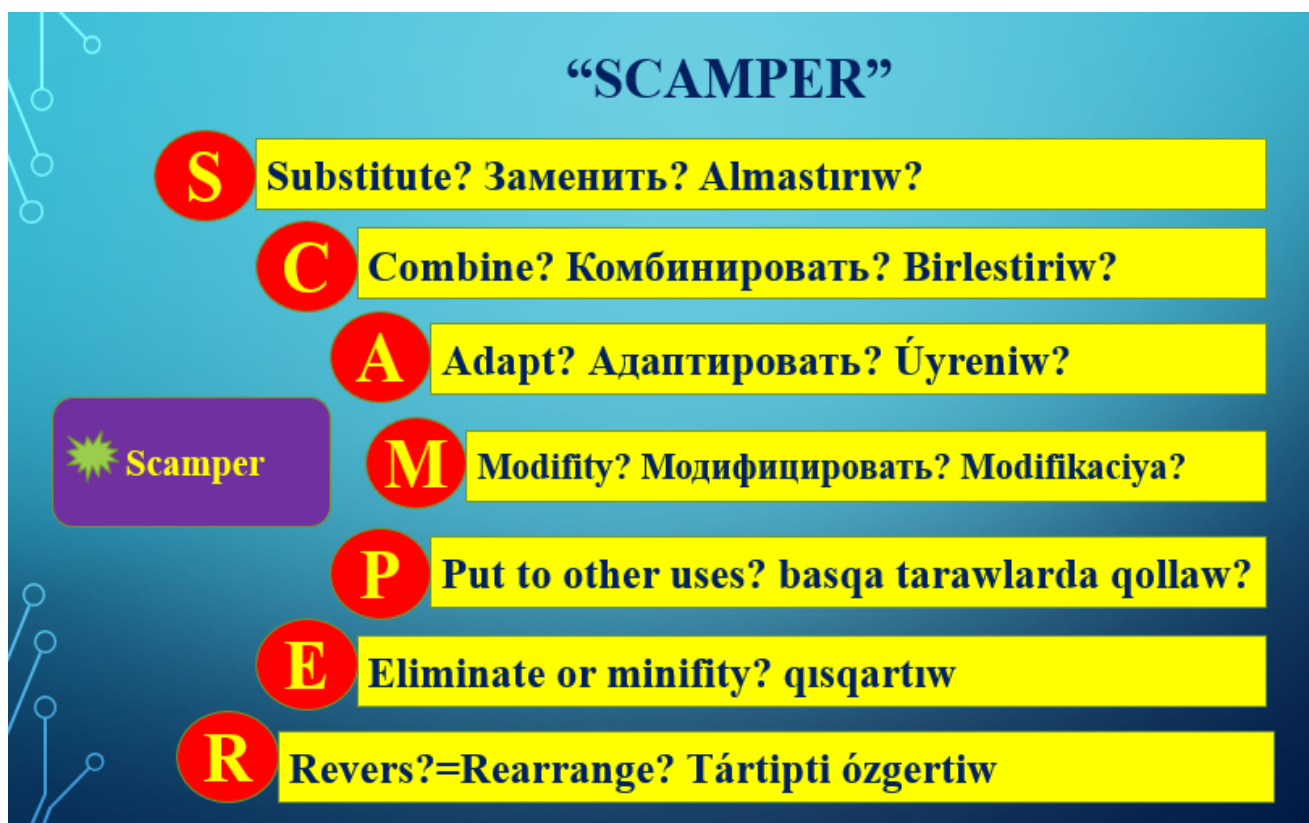 “SCAMPER”
S Substitute? Заменить? Almastırıw?
C Combine? Комбинировать? Birlestiriw?
A Adapt? Адаптировать? Úyreniw?
Scamper
M Modifity? Модифицировать? Modifikaciya?
P Put to other uses? basqa tarawlarda qollaw?
E Eliminate or minifity? qısqartıw
R Revers?=Rearrange? Tártipti ózgertiw